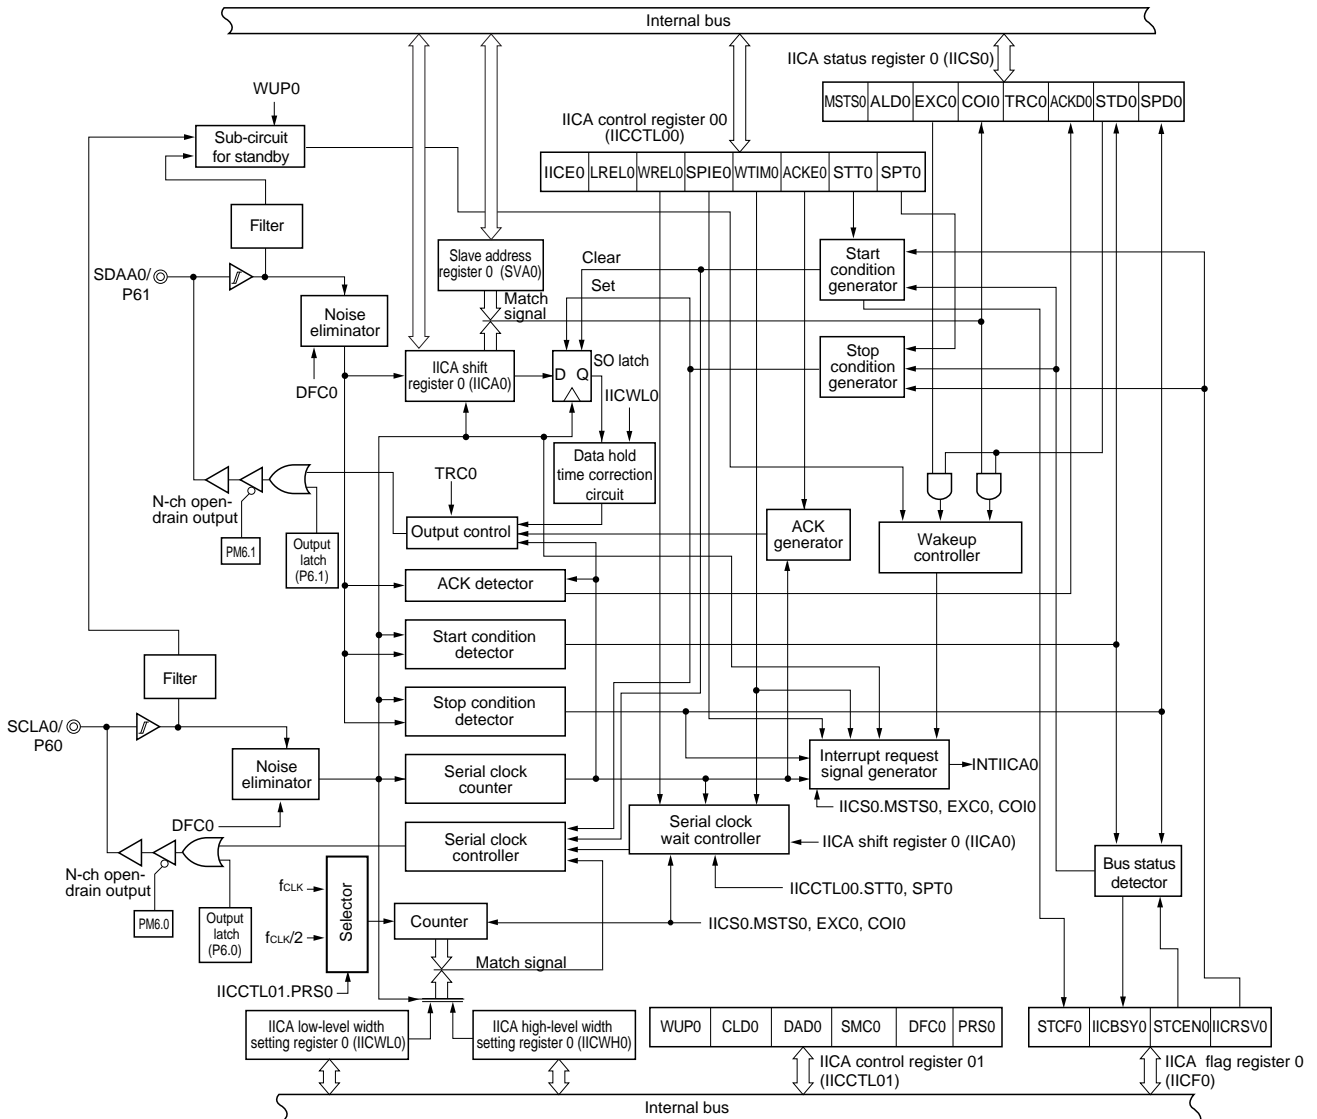 Internal bus
IICA status register 0 (IICS0)
WUP0
MSTS0 ALD0 EXC0 COI0 TRC0 ACKD0 STD0 SPD0
IICA control register 00
(IICCTL00)
Sub-circuit
for standby
IICE0 LREL0 WREL0 SPIE0 WTIM0 ACKE0 STT0 SPT0
Filter
Slave address
register 0 (SVA0)
Clear
Start
condition
generator
SDAA0/
P61
Set
Match
signal
Noise
eliminator
Stop
condition
generator
IICA shift
register 0 (IICA0)
SO latch
D Q
DFC0
IICWL0
Data hold
time correction
circuit
TRC0
N-ch open-
drain output
Output control
ACK
generator
Wakeup
controller
PM6.1
Output
latch
(P6.1)
ACK detector
Start condition
detector
Filter
Stop condition
detector
SCLA0/
P60
Noise
eliminator
Serial clock
counter
Interrupt request
signal generator
INTIICA0
IICS0.MSTS0, EXC0, COI0
DFC0
Serial clock
controller
Serial clock
wait controller
IICA shift register 0 (IICA0)
Bus status
detector
N-ch open-
drain output
fCLK
IICCTL00.STT0, SPT0
PM6.0
Output
latch
(P6.0)
Selector
Counter
IICS0.MSTS0, EXC0, COI0
fCLK/2
Match signal
IICCTL01.PRS0
IICA low-level width
setting register 0 (IICWL0)
IICA high-level width
setting register 0 (IICWH0)
WUP0 CLD0 DAD0 SMC0 DFC0 PRS0
STCF0 IICBSY0 STCEN0 IICRSV0
IICA control register 01
(IICCTL01)
IICA flag register 0
(IICF0)
Internal bus